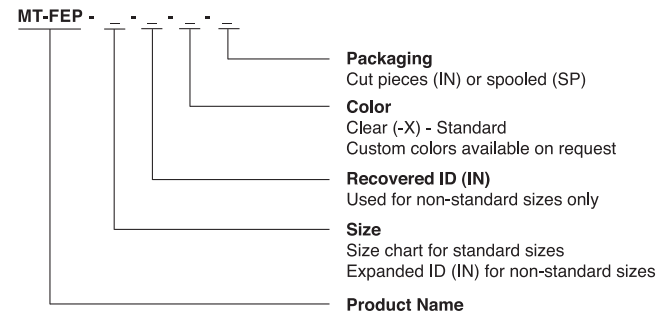 MT-FEP - _ - _ - _ - _
Packaging
Cut pieces (IN) or spooled (SP)
Color
Clear (-X) - Standard
Custom colors available on request
Recovered ID (IN)
Used for non-standard sizes only
Size
Size chart for standard sizes
Expanded ID (IN) for non-standard sizes
Product Name